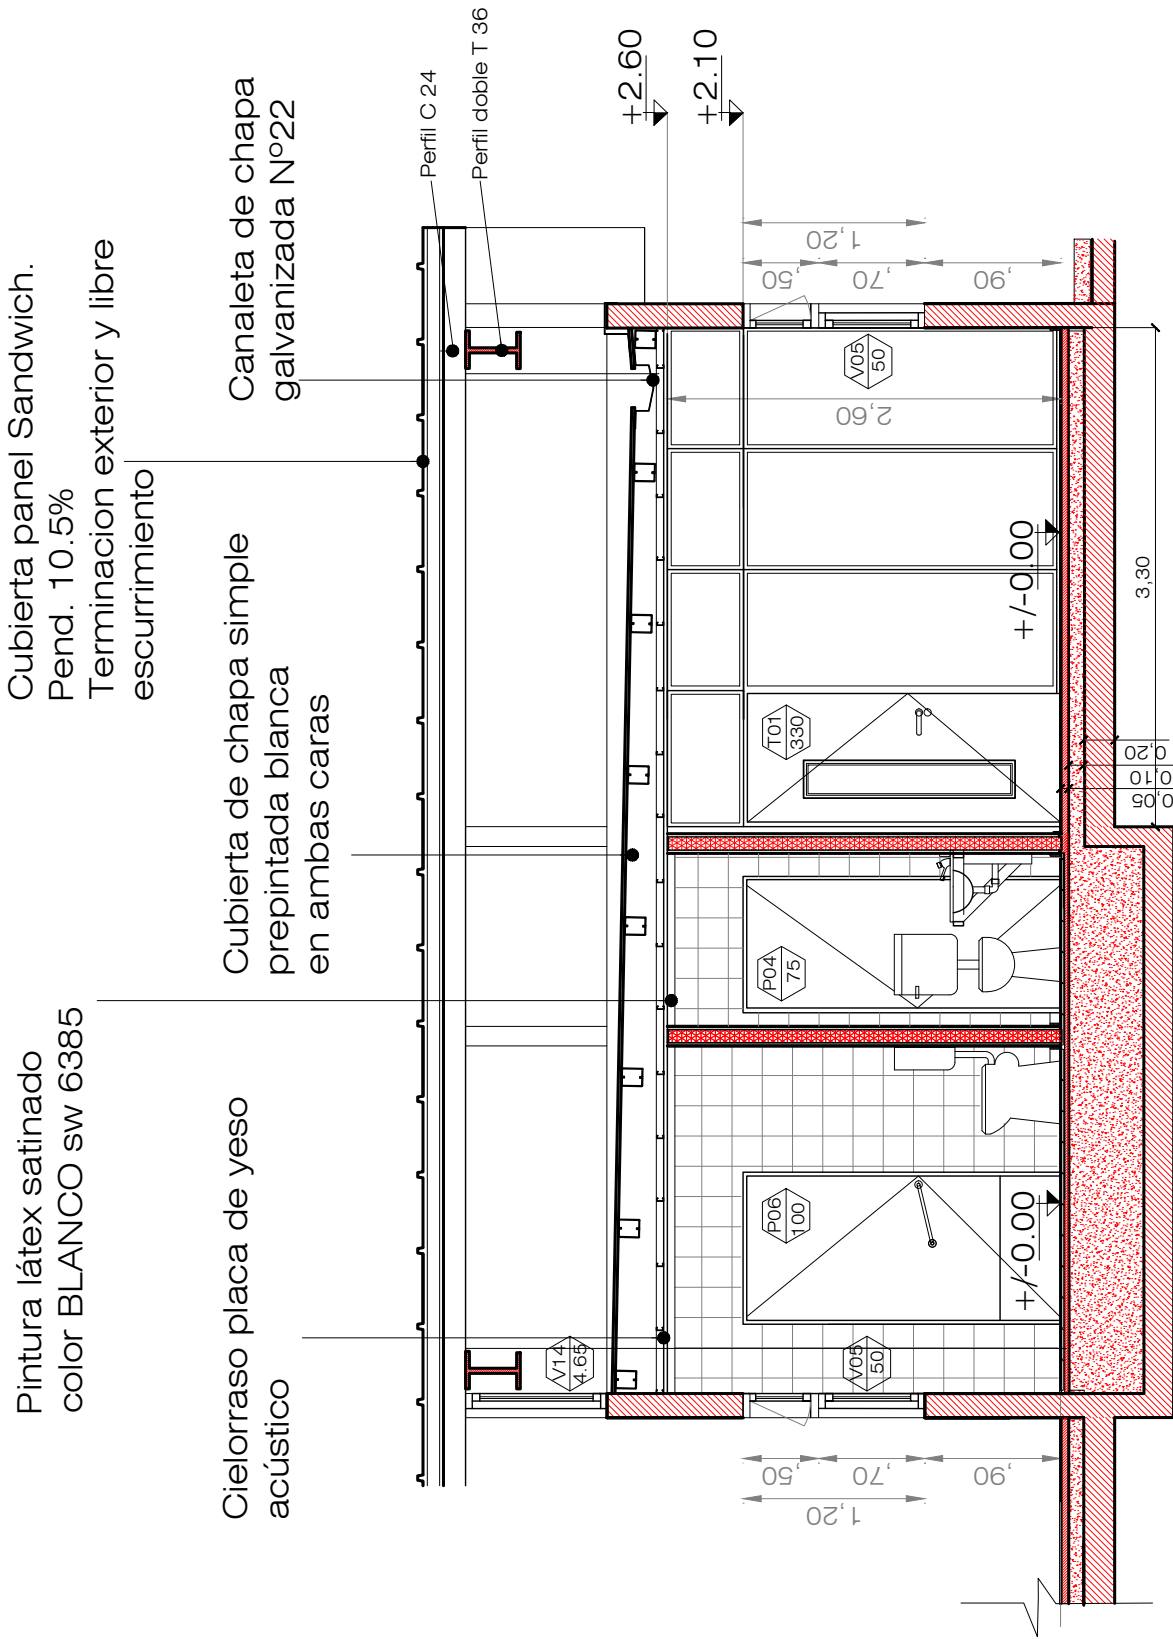 Pintura látex satinado
color BLANCO sw 6385
Cubierta panel Sandwich.
Pend. 10.5%
Terminacion exterior y libre
escurrimiento
Cielorraso placa de yeso
acústico
Cubierta de chapa simple
prepintada blanca
en ambas caras
Canaleta de chapa
galvanizada Nº22
Perfil C 24
Perfil doble T 36
+2.60
+2.10
V14
4.65
1,20
,50
,70
,90
V05
50
P06
100
+/-0.00
P04
75
T01
330
+/-0.00
2,60
V05
50
1,20
,50
,70
,90
3,30
0,20
0,10
0,05